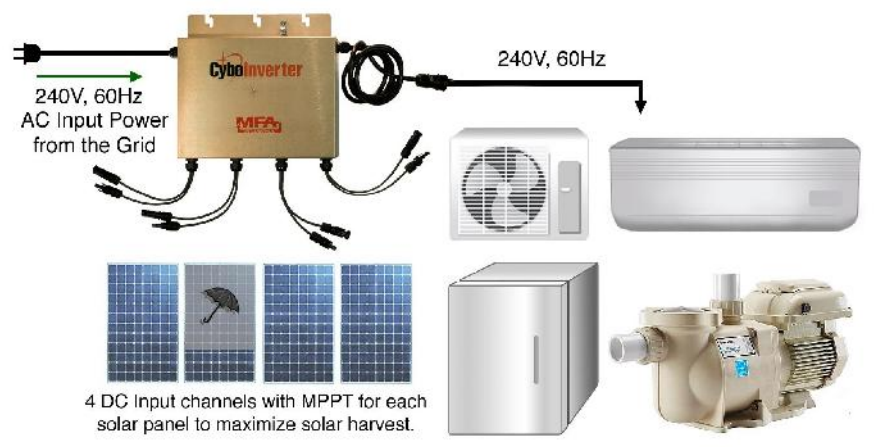 CyboInverter
MFA
240V, 60Hz
AC Input Power
from the Grid
240V, 60Hz
4 DC Input channels with MPPT for each
solar panel to maximize solar harvest.